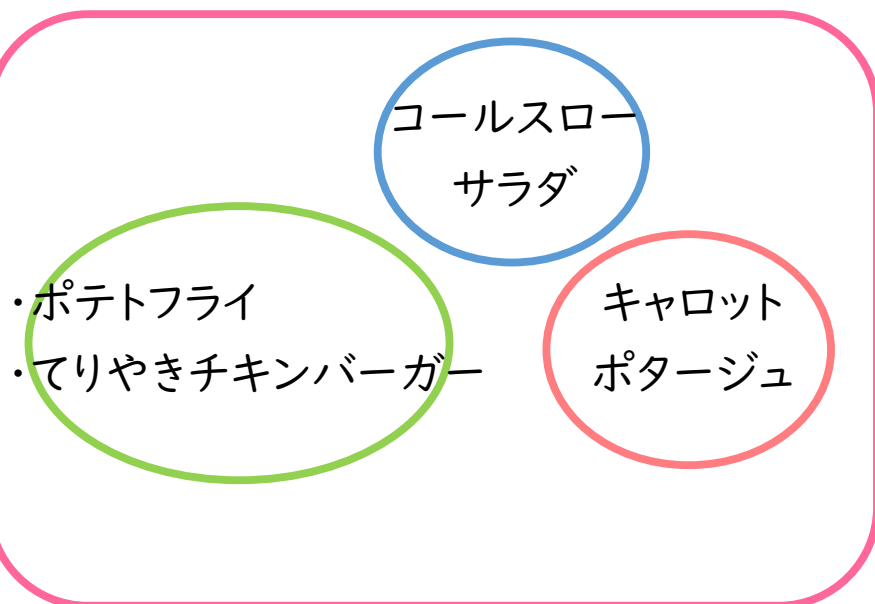 コールスロー
サラダ
・ポテトフライ
・てりやきチキンバーガー
キャロット
ポタージュ